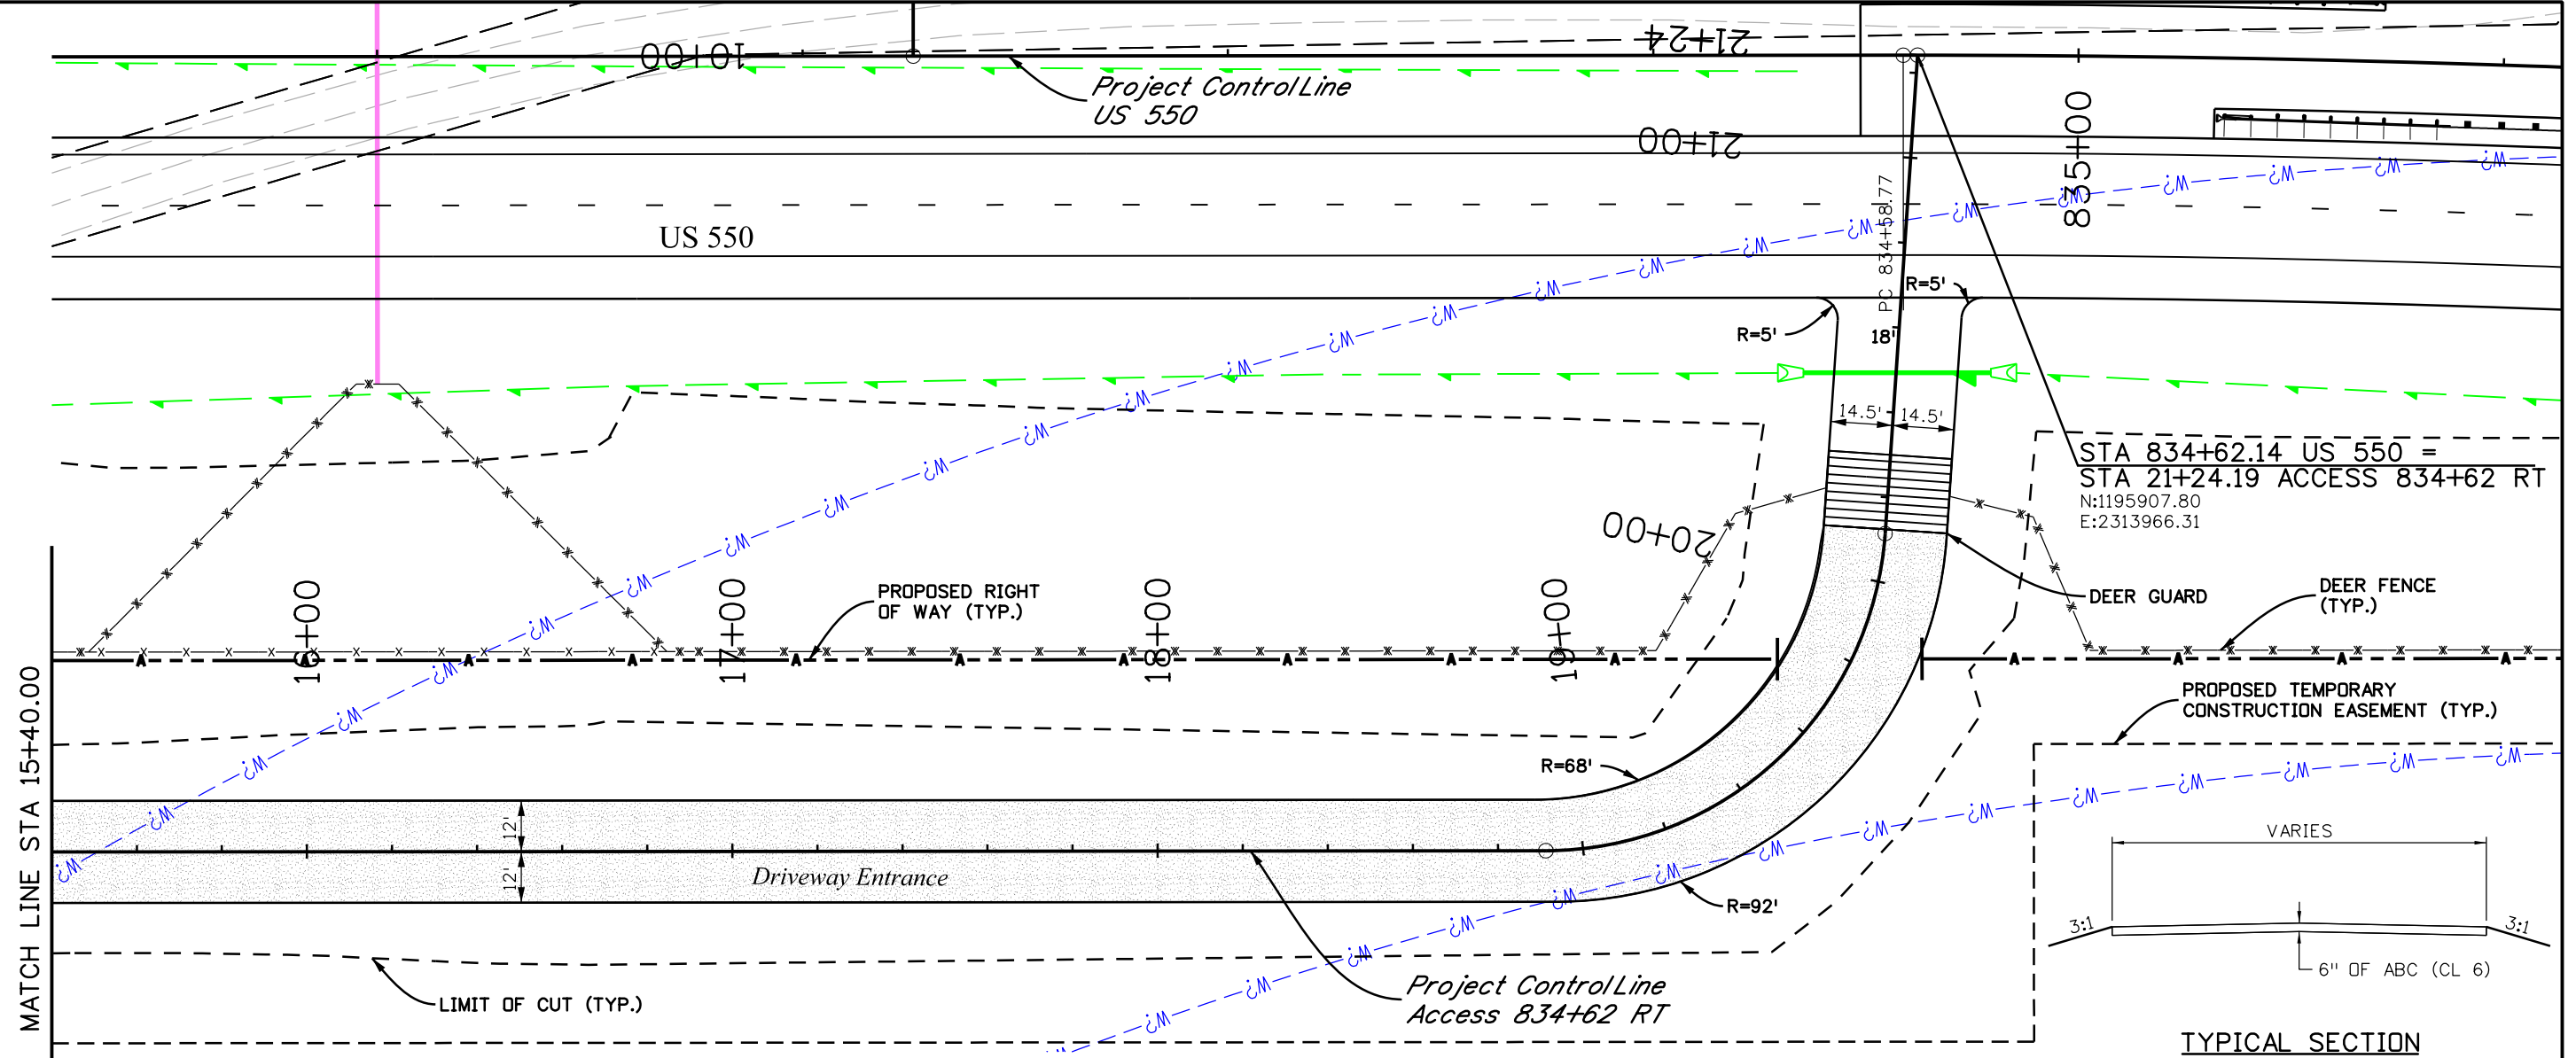 10+00
21+24
Project Control Line
US 550
21+00
835+00
US 550
PC 834+58.77
R=5'
R=5'
18'
14.5'
14.5'
STA 834+62.14 US 550 =
STA 21+24.19 ACCESS 834+62 RT
N:1195907.80
E:2313966.31
20+00
16+00
17+00
18+00
19+00
PROPOSED RIGHT
OF WAY (TYP.)
DEER GUARD
DEER FENCE
(TYP.)
PROPOSED TEMPORARY
CONSTRUCTION EASEMENT (TYP.)
MATCH LINE STA 15+40.00
R=68'
12'
12'
Driveway Entrance
R=92'
VARIES
3:1
3:1
6" OF ABC (CL 6)
LIMIT OF CUT (TYP.)
Project Control Line
Access 834+62 RT
TYPICAL SECTION